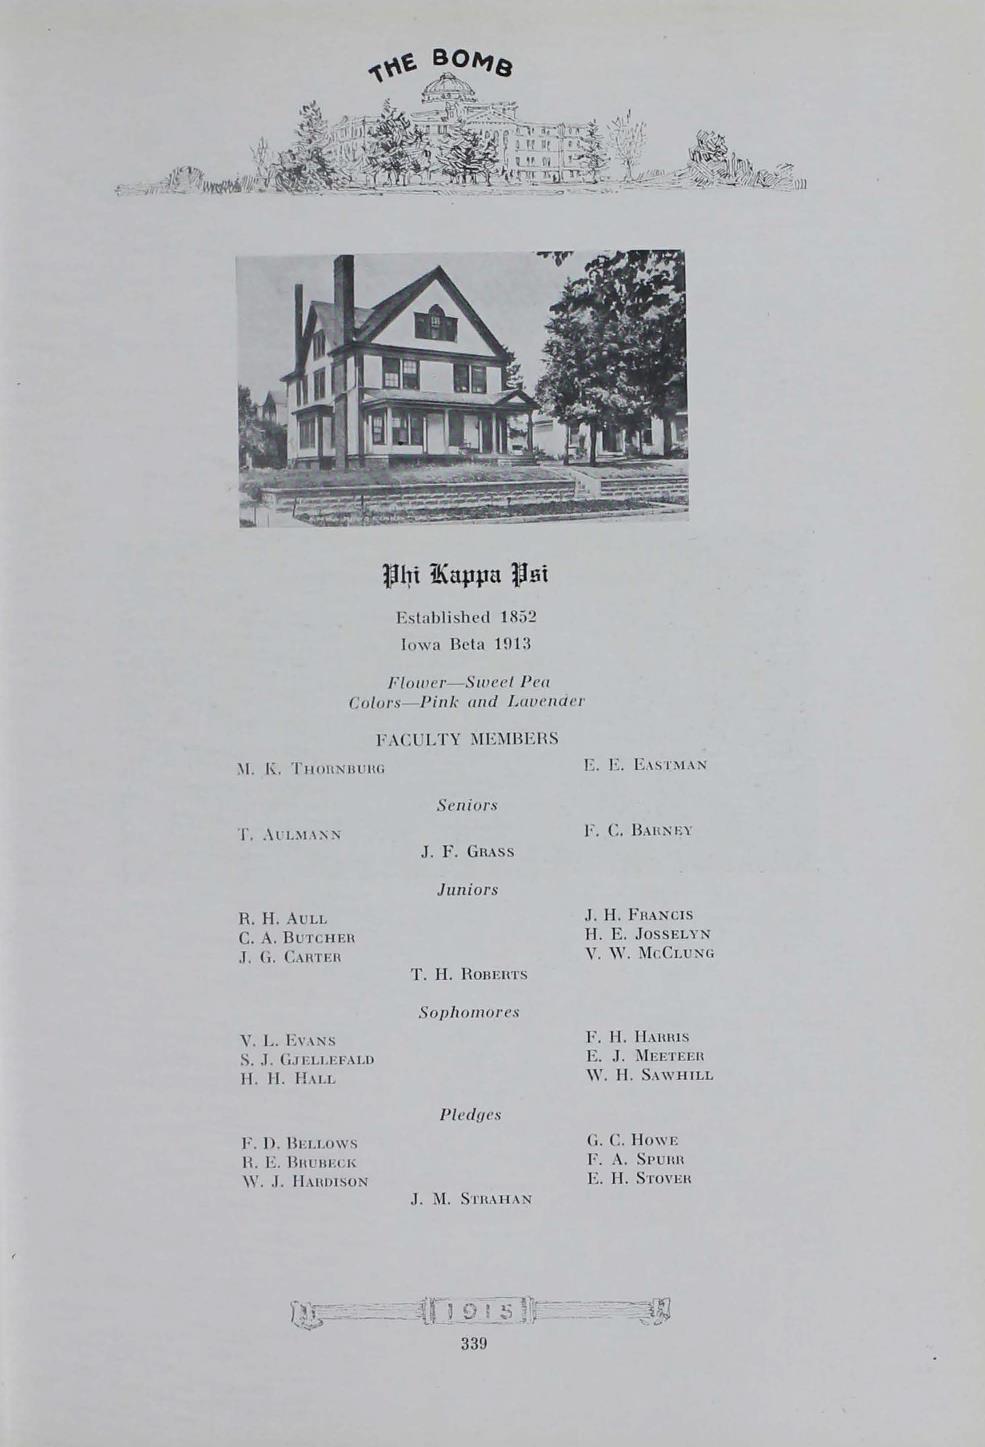 THE BOMB
Phi Kappa Psi
Established 1852
Iowa Beta 1913
Flower—Sweet Pea
Colors—Pink and Lavender
FACULTY MEMBERS
M. K. Thornburg
E. E. Eastman
Seniors
T. Aulmann
F. C. Barney
J. F. Grass
Juniors
R. H. Aull
C. A. Butcher
J. G. Carter
J. H. Francis
H. E. Josselyn
V. W. McClung
T. H. Roberts
Sophomores
V. L. Evans
S. J. Gjellefald
H. H. Hall
F. H. Harris
E. J. Meeteer
W. H. Sawhill
Pledges
F. D. Bellows
R. E. Brubeck
W. J. Hardison
G. C. Howe
F. A. Spurr
E. H. Stover
J. M. Strahan
1915
339